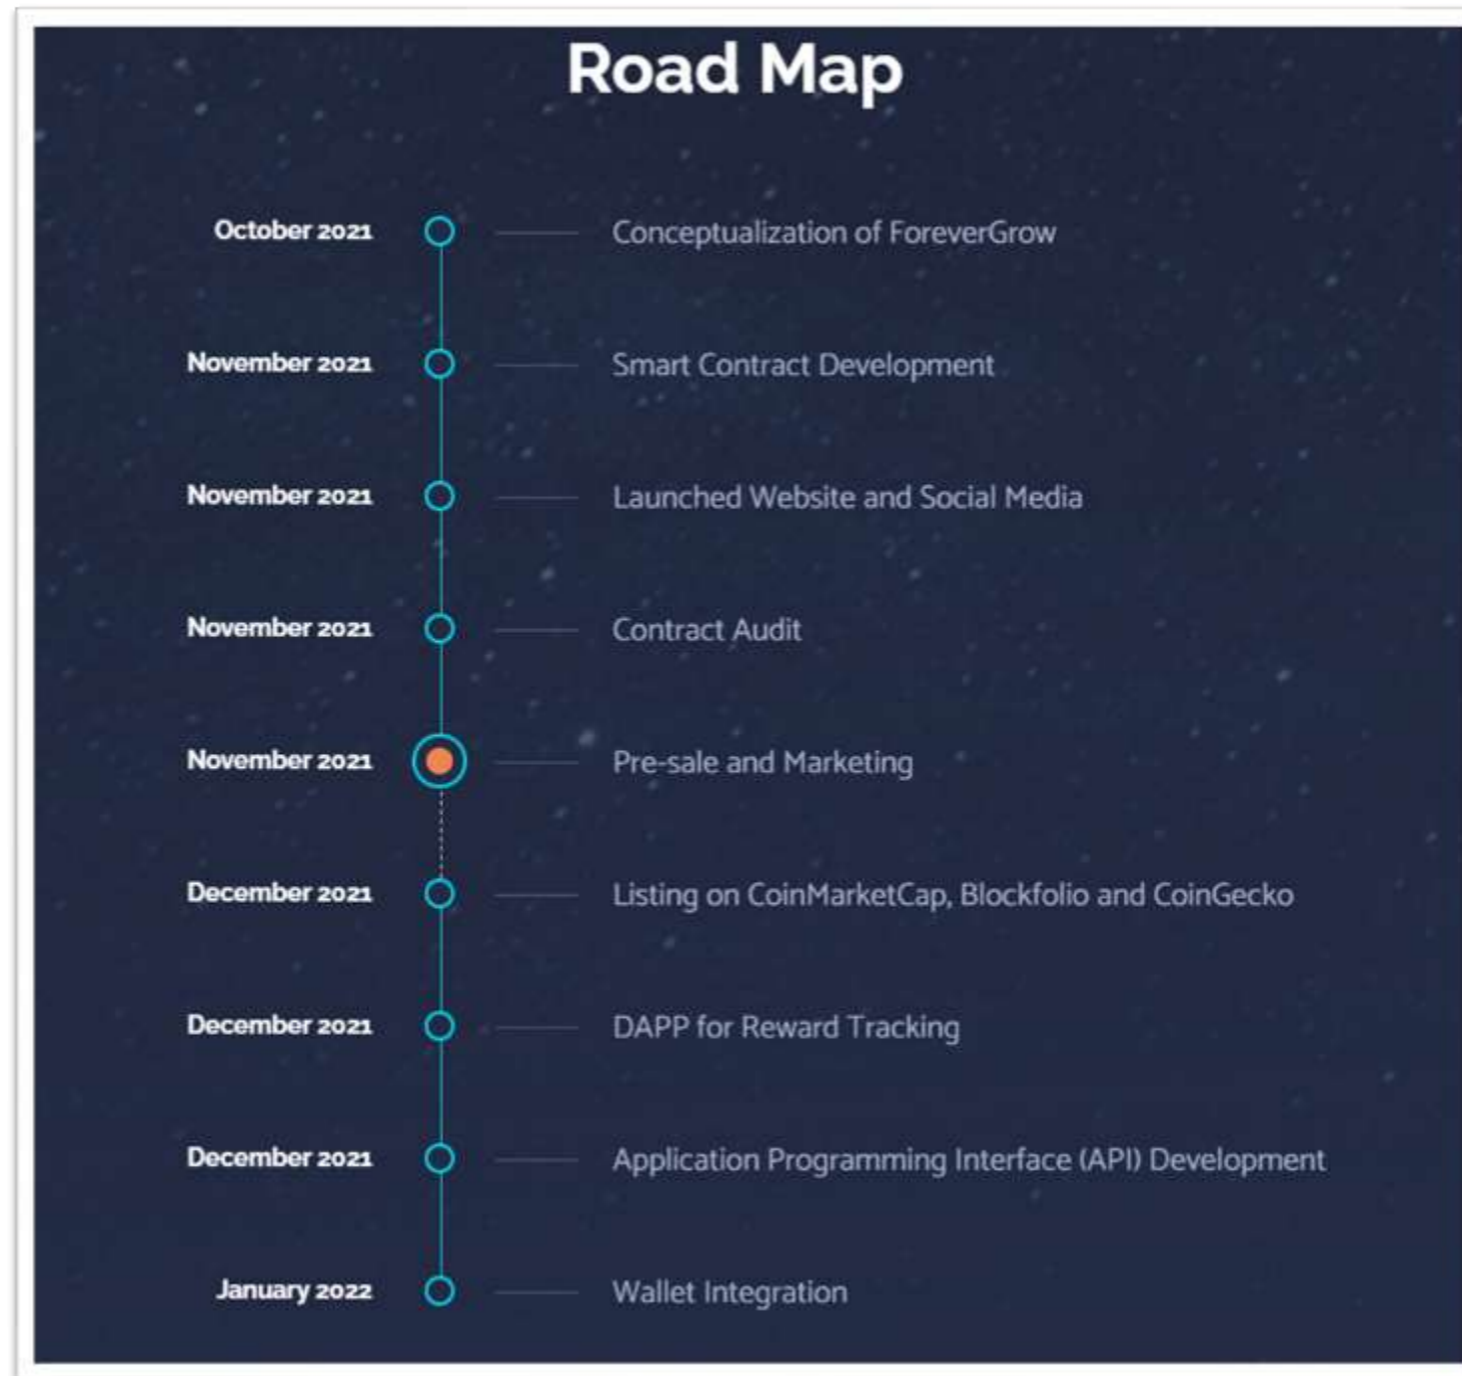 Road Map
October 2021 Conceptualization of ForeverGrow
November 2021 Smart Contract Development
November 2021 Launched Website and Social Media
November 2021 Contract Audit
November 2021 Pre-sale and Marketing
December 2021 Listing on CoinMarketCap, Blockfolio and CoinGecko
December 2021 DAPP for Reward Tracking
December 2021 Application Programming Interface (API) Development
January 2022 Wallet Integration